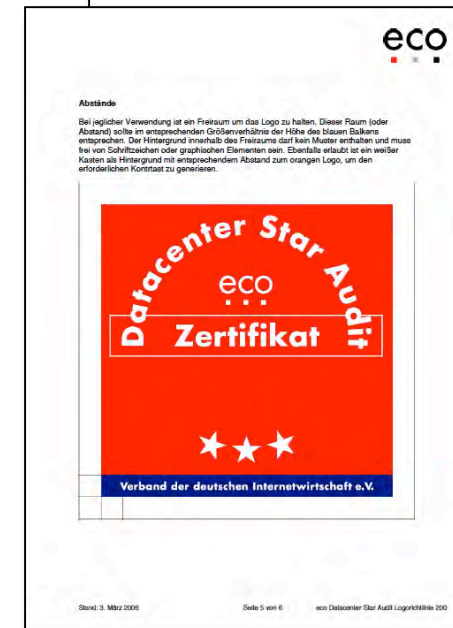 eco
Abstände
Bei jeglicher Verwendung ist ein Freiraum um das Logo zu halten. Dieser Raum (oder
Abstand) sollte im entsprechenden Größenverhältnis der Höhe des blauen Balkens
entsprechen. Der Hintergrund innerhalb des Freiraums darf kein Muster enthalten und muss
frei von Schriftzeichen oder graphischen Elementen sein. Ebenfalls erlaubt ist ein weißer
Kasten als Hintergrund mit entsprechendem Abstand zum orangen Logo, um den
erforderlichen Kontrtast zu generieren.
Datacenter Star Audit
eco
Zertifikat
Verband der deutschen Internetwirtschaft e.V.
Stand: 3. März 2006 Seite 5 von 6 eco Datacenter Star Audit Logorichtlinie 200